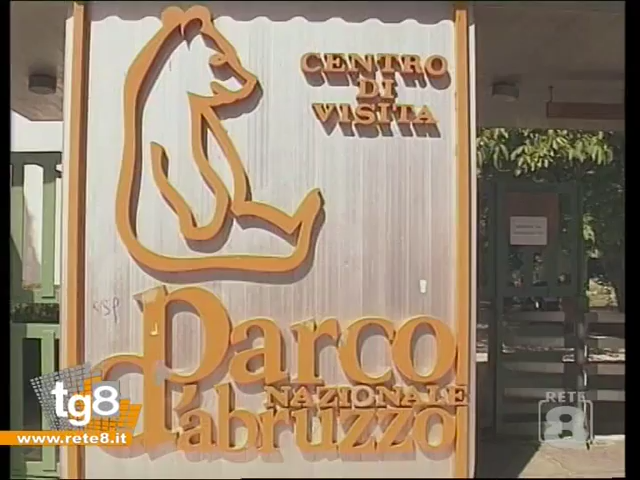 CENTRO
DI
VISITA
Parco
NAZIONALE
d'abruzzo
tg8
www.rete8.it
RETE
8